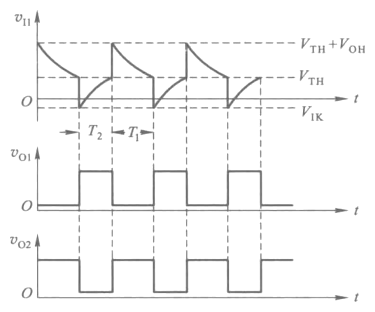 v_I1
V_TH + V_OH
V_TH
O
t
V_IK
T_2
T_1
v_O1
O
t
v_O2
O
t